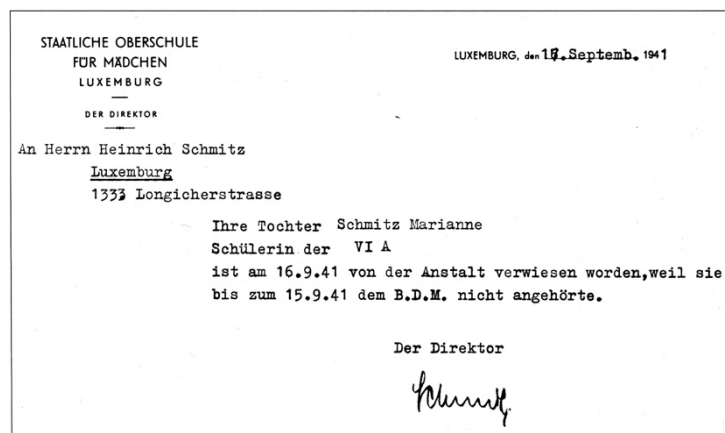 STAATLICHE OBERSCHULE
FÜR MÄDCHEN
LUXEMBURG
DER DIREKTOR
LUXEMBURG, den Septemb. 1941
An Herrn Heinrich Schmitz
Luxemburg
1333 Longicherstrasse
Ihre Tochter Schmitz Marianne
Schülerin der VI A
ist am 16.9.41 von der Anstalt verwiesen worden,weil sie
bis zum 15.9.41 dem B.D.M. nicht angehörte.
Der Direktor